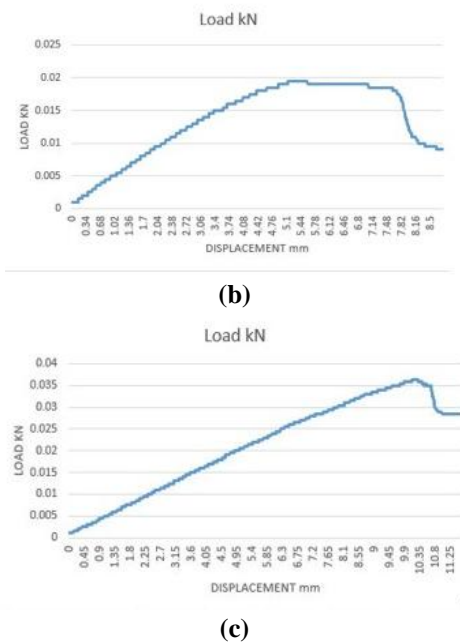 Load kN
0.025
0.02
0.015
0.01
0.005
0
LOAD KN
0 0.34 0.68 1.02 1.36 1.7 2.04 2.38 2.72 3.06 3.4 3.74 4.08 4.42 4.76 5.1 5.44 5.78 6.12 6.46 6.8 7.14 7.48 7.82 8.16 8.5
DISPLACEMENT mm
(b)
Load kN
0.04
0.035
0.03
0.025
0.02
0.015
0.01
0.005
0
LOAD KN
0 0.45 0.9 1.35 1.8 2.25 2.7 3.15 3.6 4.05 4.5 4.95 5.4 5.85 6.3 6.75 7.2 7.65 8.1 8.55 9 9.45 9.9 10.35 10.8 11.25
DISPLACEMENT mm
(c)